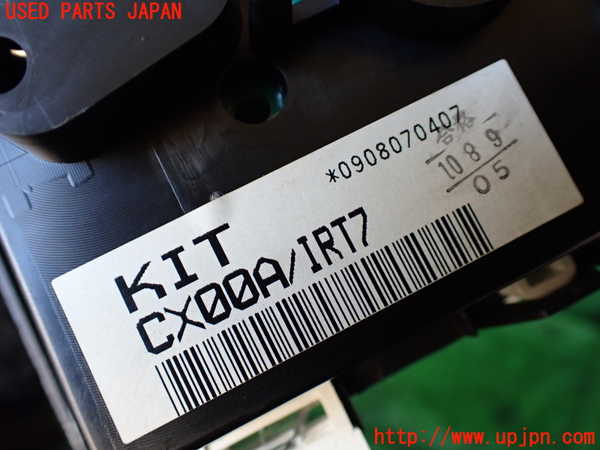 USED PARTS JAPAN
*0908070407
合格
10 8 9
05
KIT
CX00A/IRT7
http://www.upjpn.com/